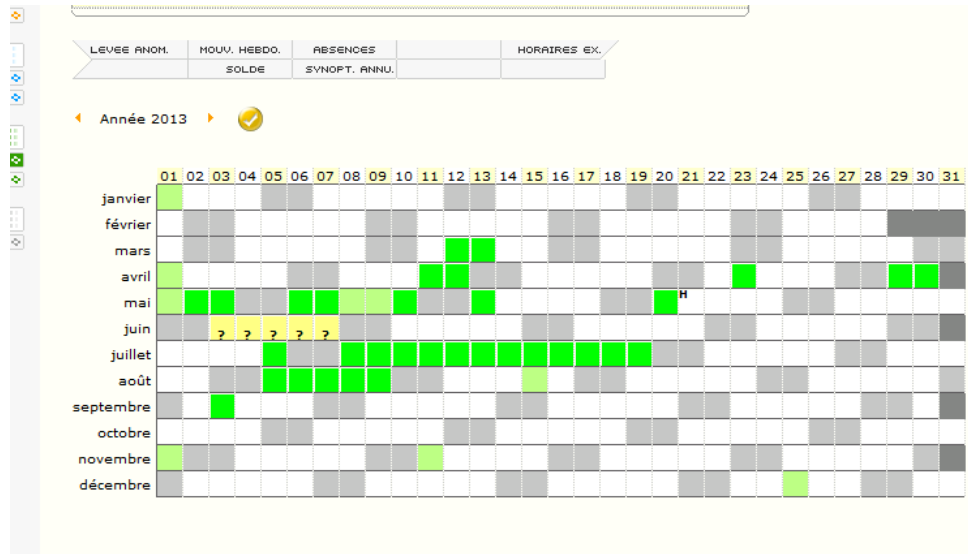 LEVEE ANOM. MOUV. HEBDO. ABSENCES HORAIRES EX.
SOLDE SYNOPT. ANNU.
Année 2013
01 02 03 04 05 06 07 08 09 10 11 12 13 14 15 16 17 18 19 20 21 22 23 24 25 26 27 28 29 30 31
janvier
février
mars
avril
mai H
juin ? ? ? ? ?
juillet
août
septembre
octobre
novembre
décembre